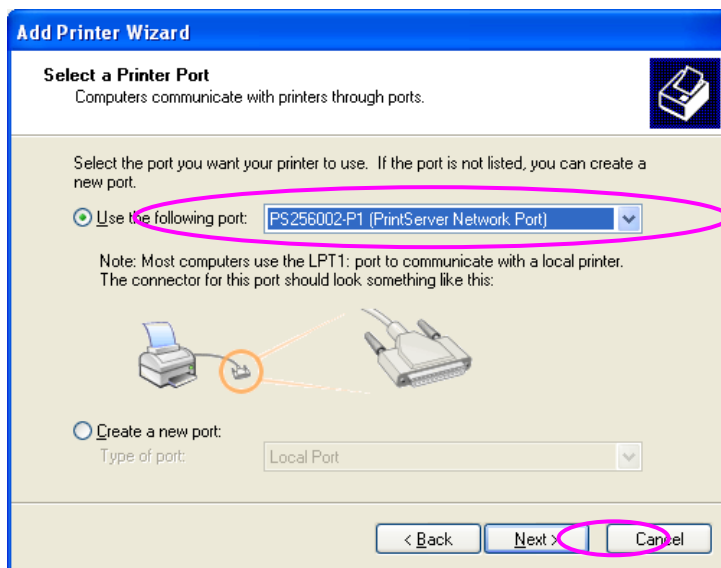 Add Printer Wizard
Select a Printer Port
Computers communicate with printers through ports.
Select the port you want your printer to use. If the port is not listed, you can create a
new port.
Use the following port: PS256002-P1 (PrintServer Network Port)
Note: Most computers use the LPT1: port to communicate with a local printer.
The connector for this port should look something like this:
Create a new port:
Type of port: Local Port
< Back Next > Cancel